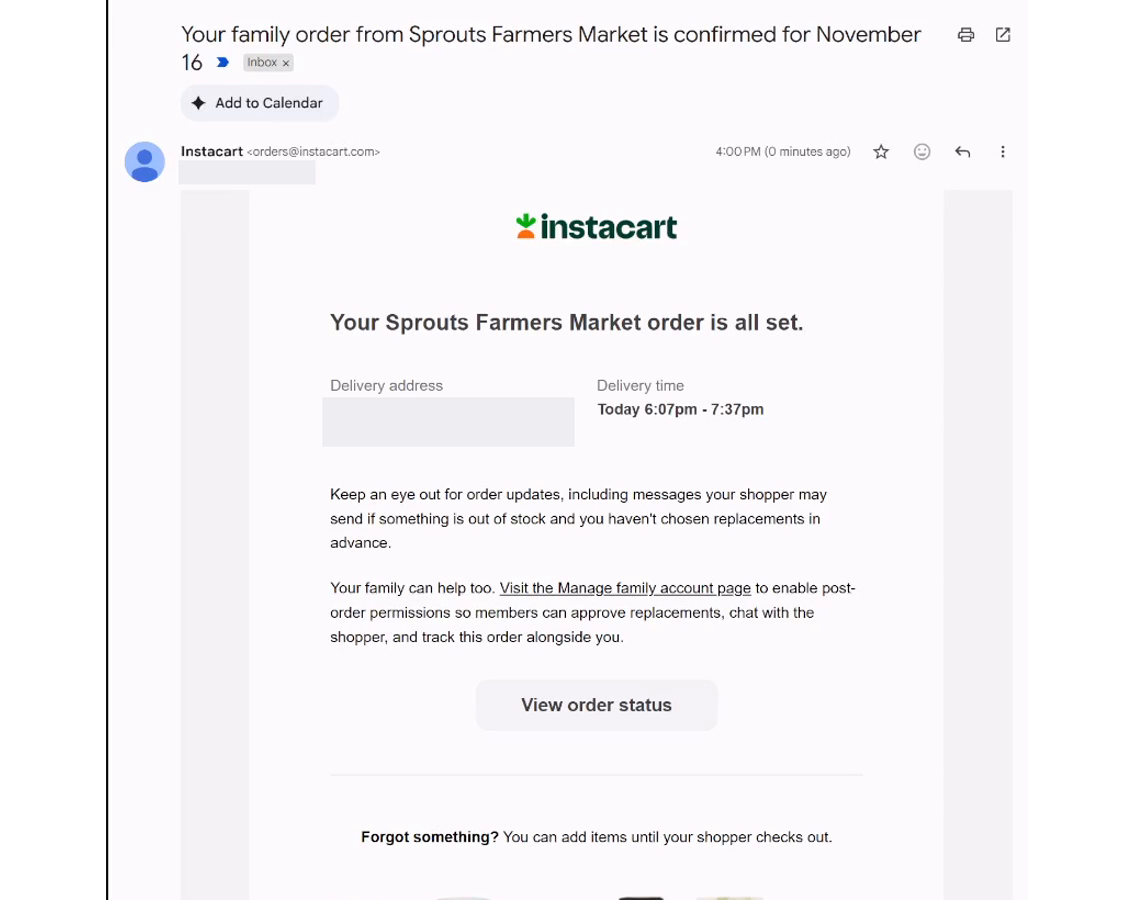 Your family order from Sprouts Farmers Market is confirmed for November
16 Inbox ×
Add to Calendar
Instacart <orders@instacart.com>
4:00 PM (0 minutes ago)
instacart
Your Sprouts Farmers Market order is all set.
Delivery address
Delivery time
Today 6:07pm - 7:37pm
Keep an eye out for order updates, including messages your shopper may
send if something is out of stock and you haven't chosen replacements in
advance.
Your family can help too. Visit the Manage family account page to enable post-
order permissions so members can approve replacements, chat with the
shopper, and track this order alongside you.
View order status
Forgot something? You can add items until your shopper checks out.